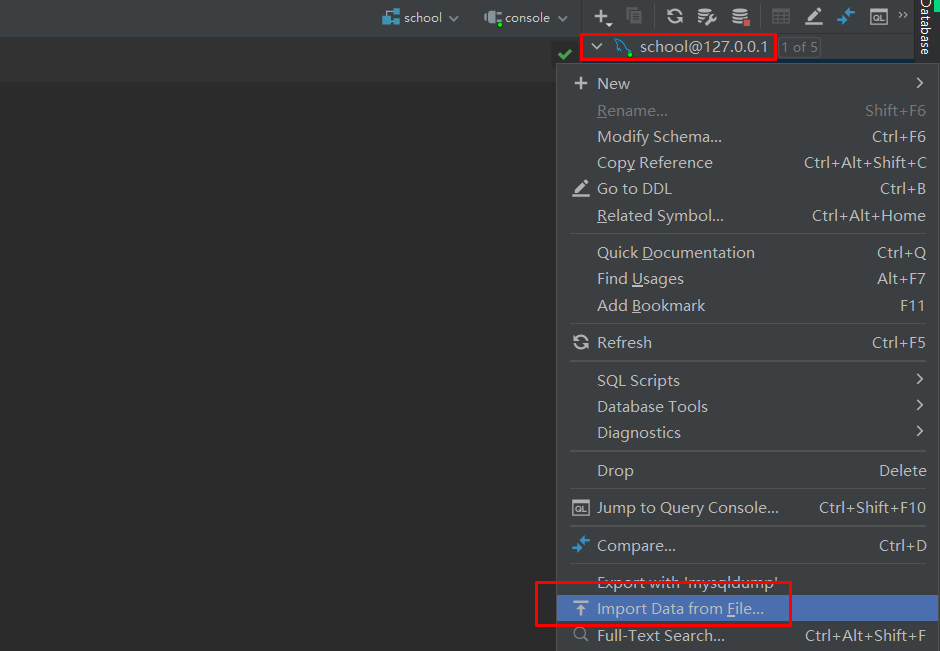 school
console
QL
Database
school@127.0.0.1 1 of 5
New
Rename... Shift+F6
Modify Schema... Ctrl+F6
Copy Reference Ctrl+Alt+Shift+C
Go to DDL Ctrl+B
Related Symbol... Ctrl+Alt+Home
Quick Documentation Ctrl+Q
Find Usages Alt+F7
Add Bookmark F11
Refresh Ctrl+F5
SQL Scripts
Database Tools
Diagnostics
Drop Delete
QL Jump to Query Console... Ctrl+Shift+F10
Compare... Ctrl+D
Export with 'mysqldump'
Import Data from File...
Full-Text Search... Ctrl+Alt+Shift+F